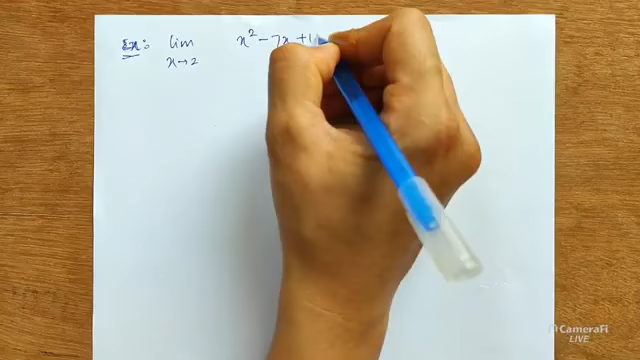 Ex: lim x² - 7x + 1
x→2
CameraFi
LIVE